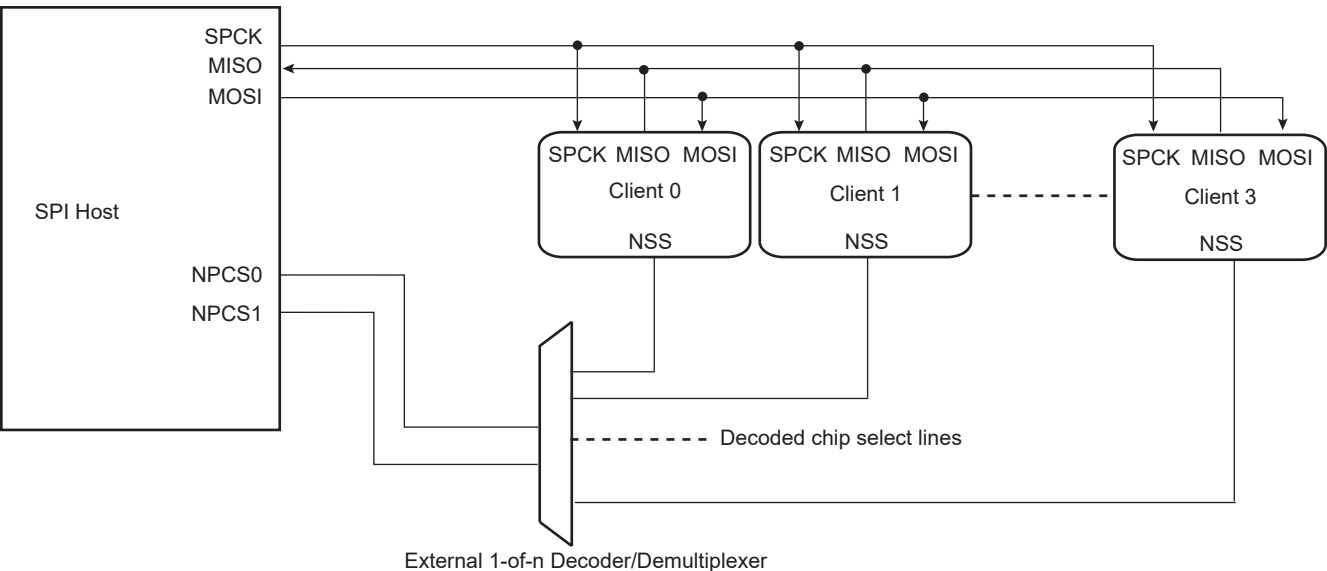 SPCK
MISO
MOSI
SPI Host
NPCS0
NPCS1
SPCK MISO MOSI
Client 0
NSS
SPCK MISO MOSI
Client 1
NSS
SPCK MISO MOSI
Client 3
NSS
Decoded chip select lines
External 1-of-n Decoder/Demultiplexer